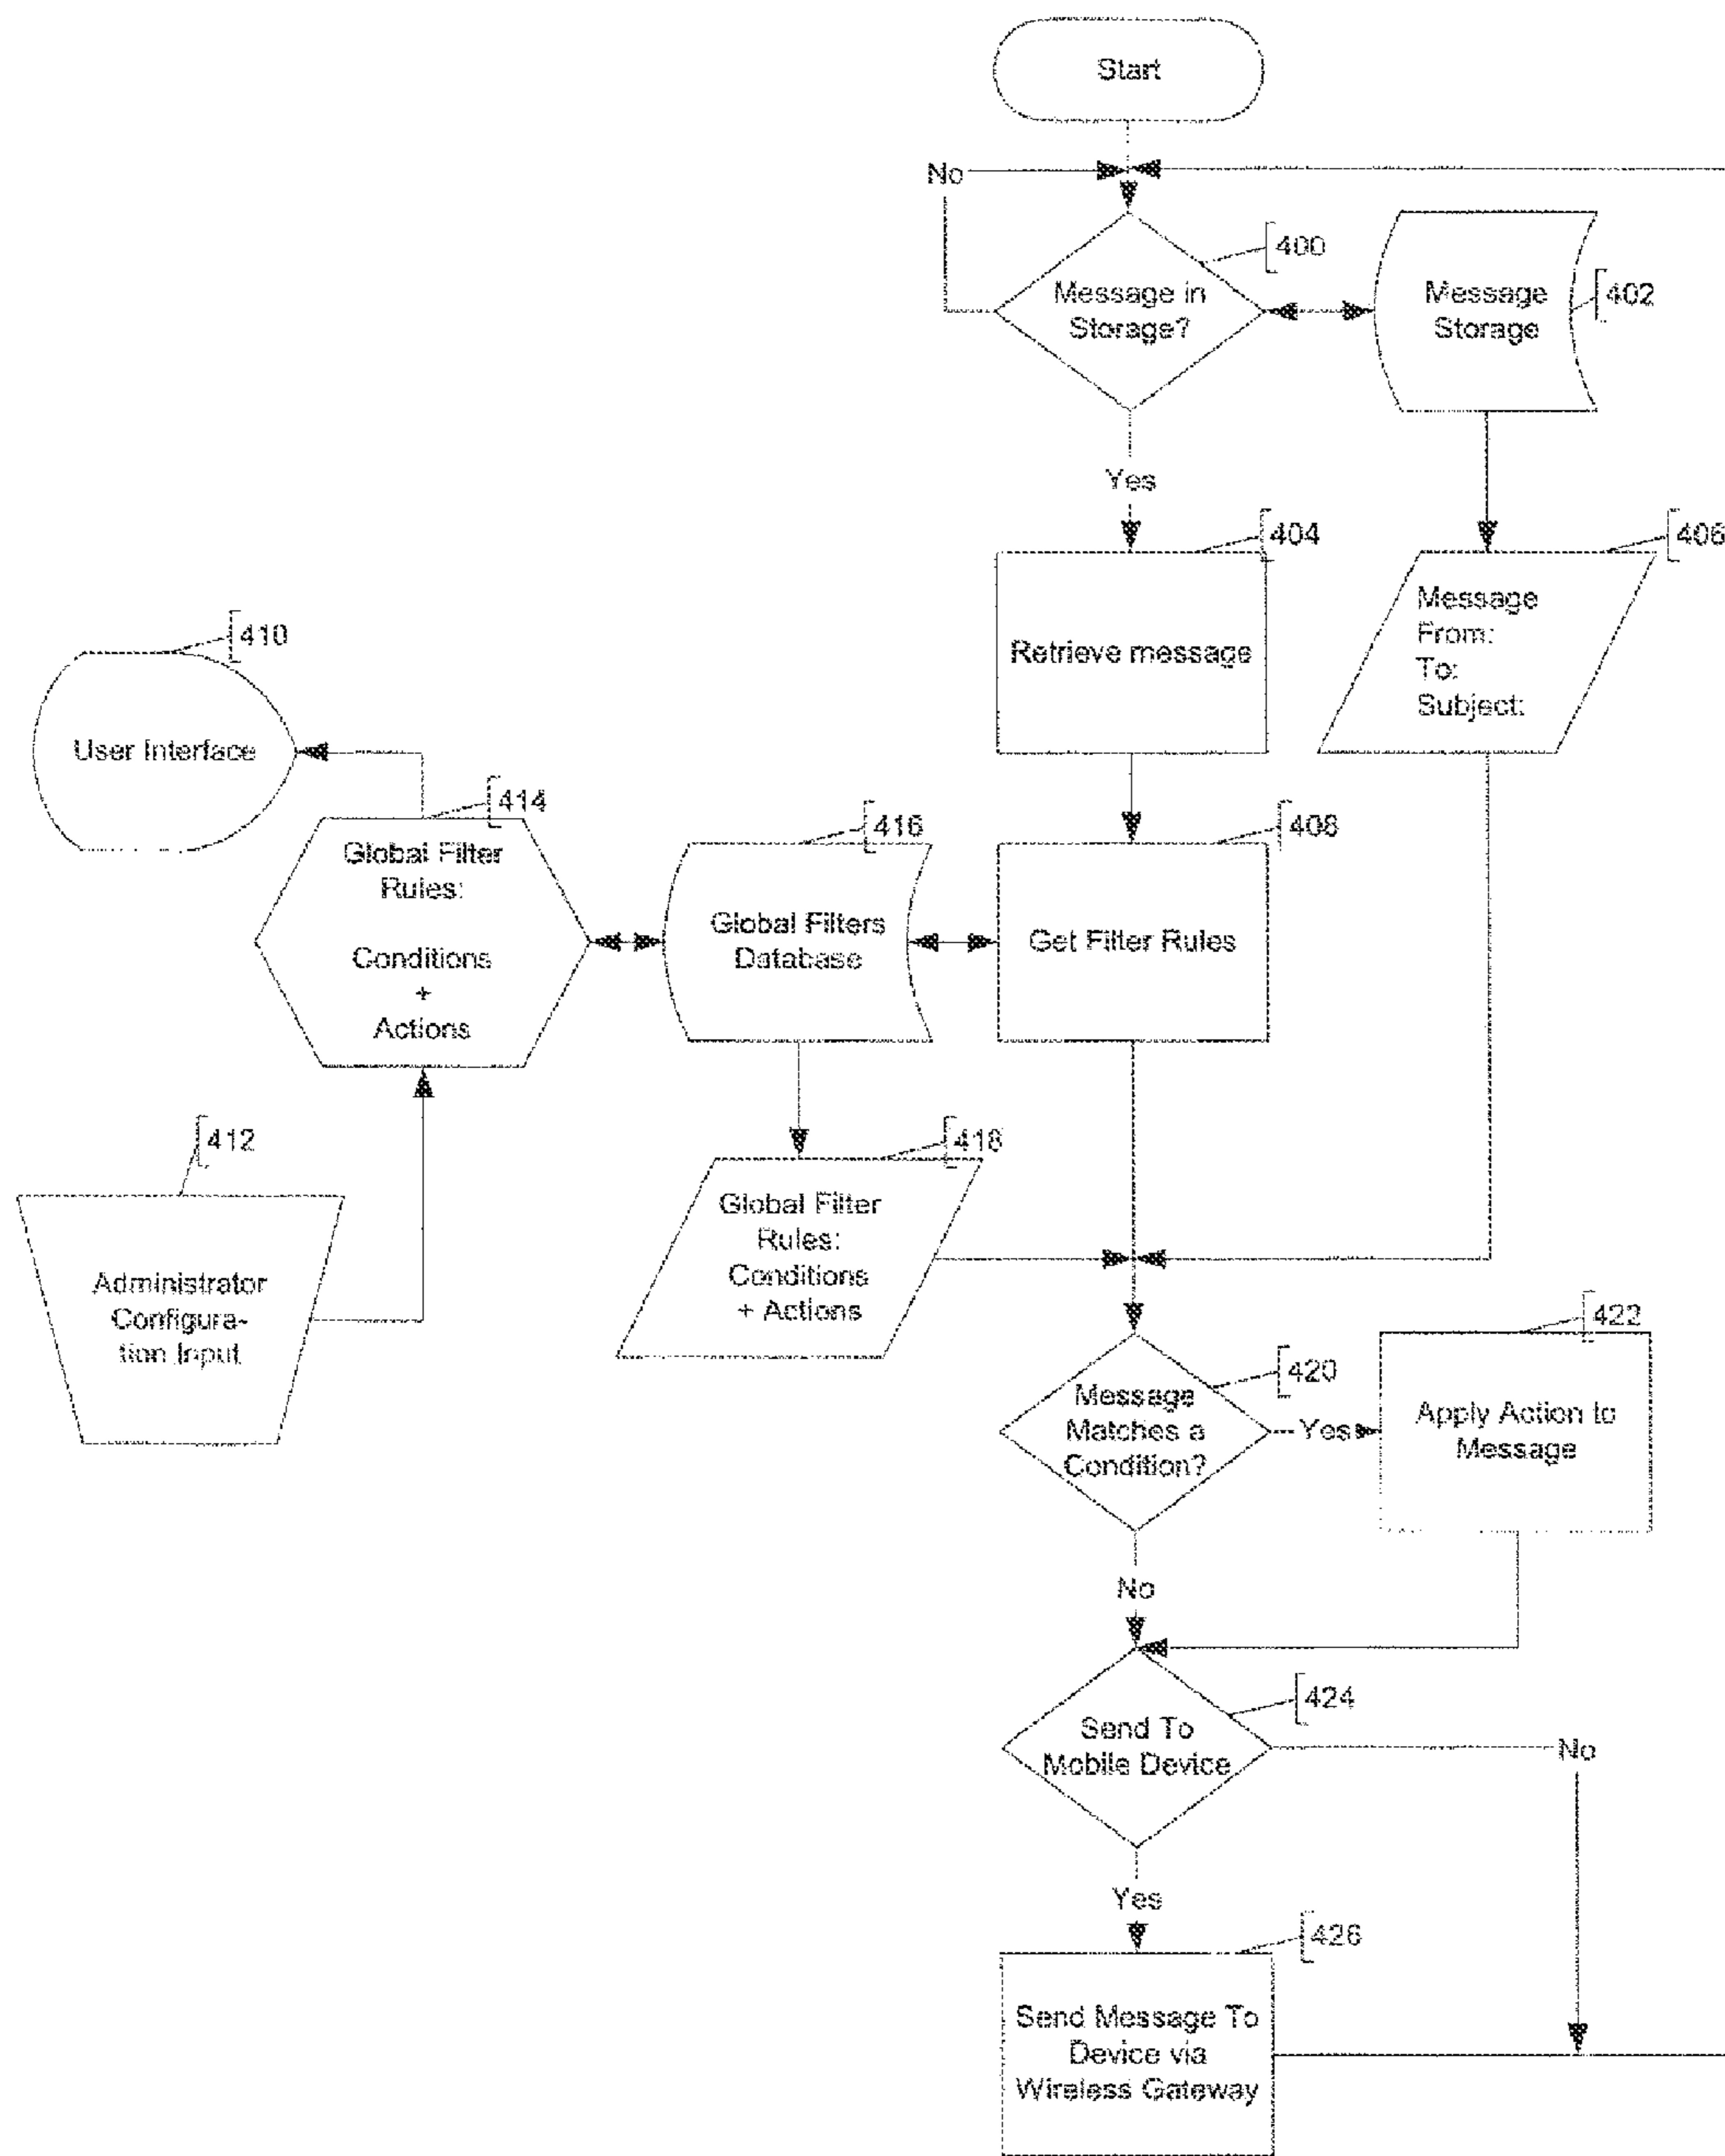 Start
No
400
Message in
Storage?
Message
Storage
402
Yes
404
Retrieve message
406
Message
From:
To:
Subject:
410
User Interface
414
Global Filter
Rules:
Conditions
+
Actions
416
Global Filters
Database
408
Get Filter Rules
412
Administrator
Configura-
tion Input
418
Global Filter
Rules:
Conditions
+ Actions
420
Message
Matches a
Condition?
Yes
422
Apply Action to
Message
No
424
Send To
Mobile Device
No
Yes
426
Send Message To
Device via
Wireless Gateway